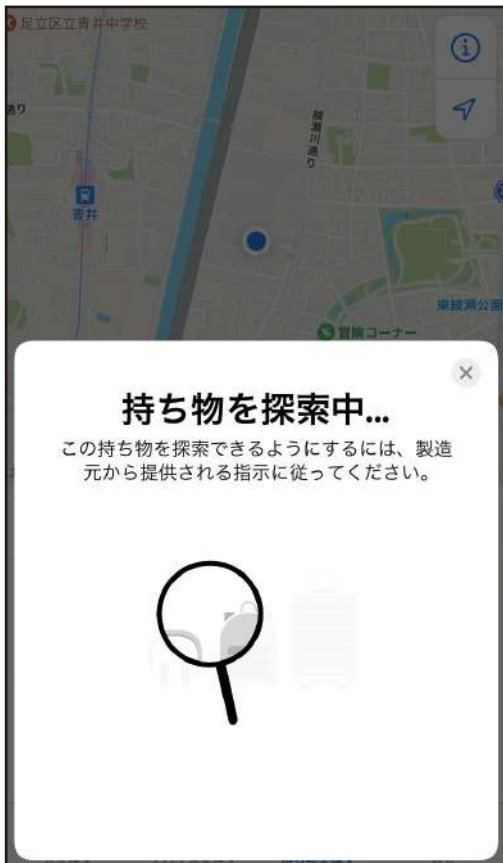 足立区立青井中学校
綾瀬川通り
青井
東綾瀬公園
冒険コーナー
持ち物を探索中...
この持ち物を探索できるようにするには、製造
元から提供される指示に従ってください。